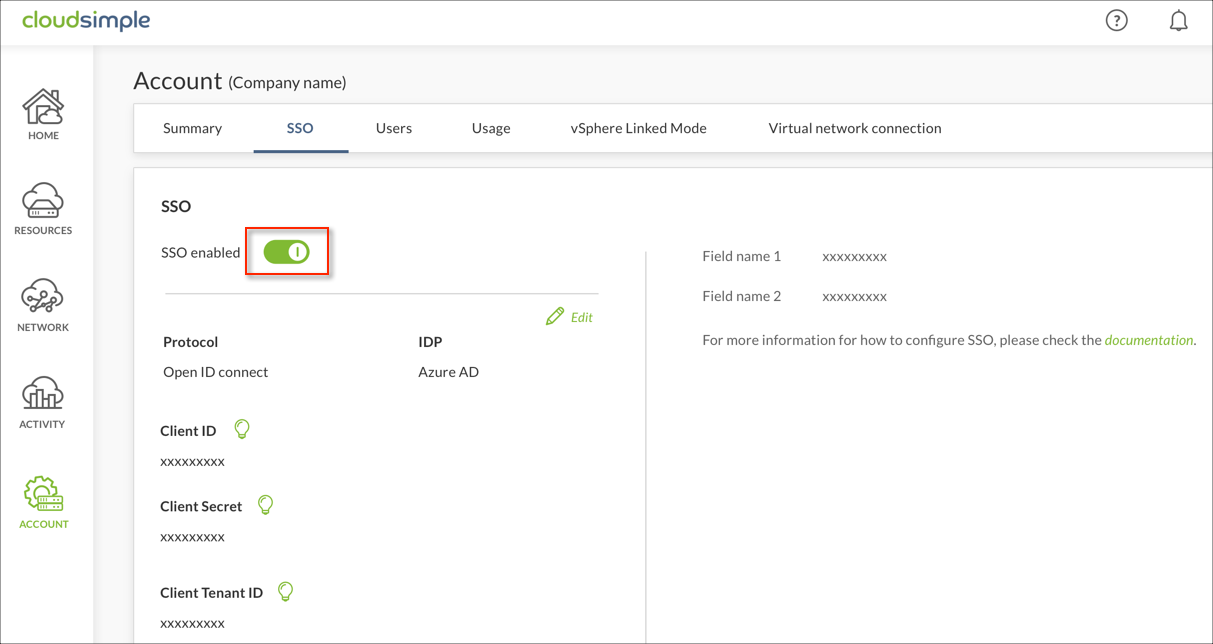 cloudsimple
?
HOME
RESOURCES
NETWORK
ACTIVITY
ACCOUNT
Account (Company name)
Summary SSO Users Usage vSphere Linked Mode Virtual network connection
SSO
SSO enabled
Edit
Protocol IDP
Open ID connect Azure AD
Client ID
xxxxxxxxx
Client Secret
xxxxxxxxx
Client Tenant ID
xxxxxxxxx
Field name 1 xxxxxxxxx
Field name 2 xxxxxxxxx
For more information for how to configure SSO, please check the documentation.